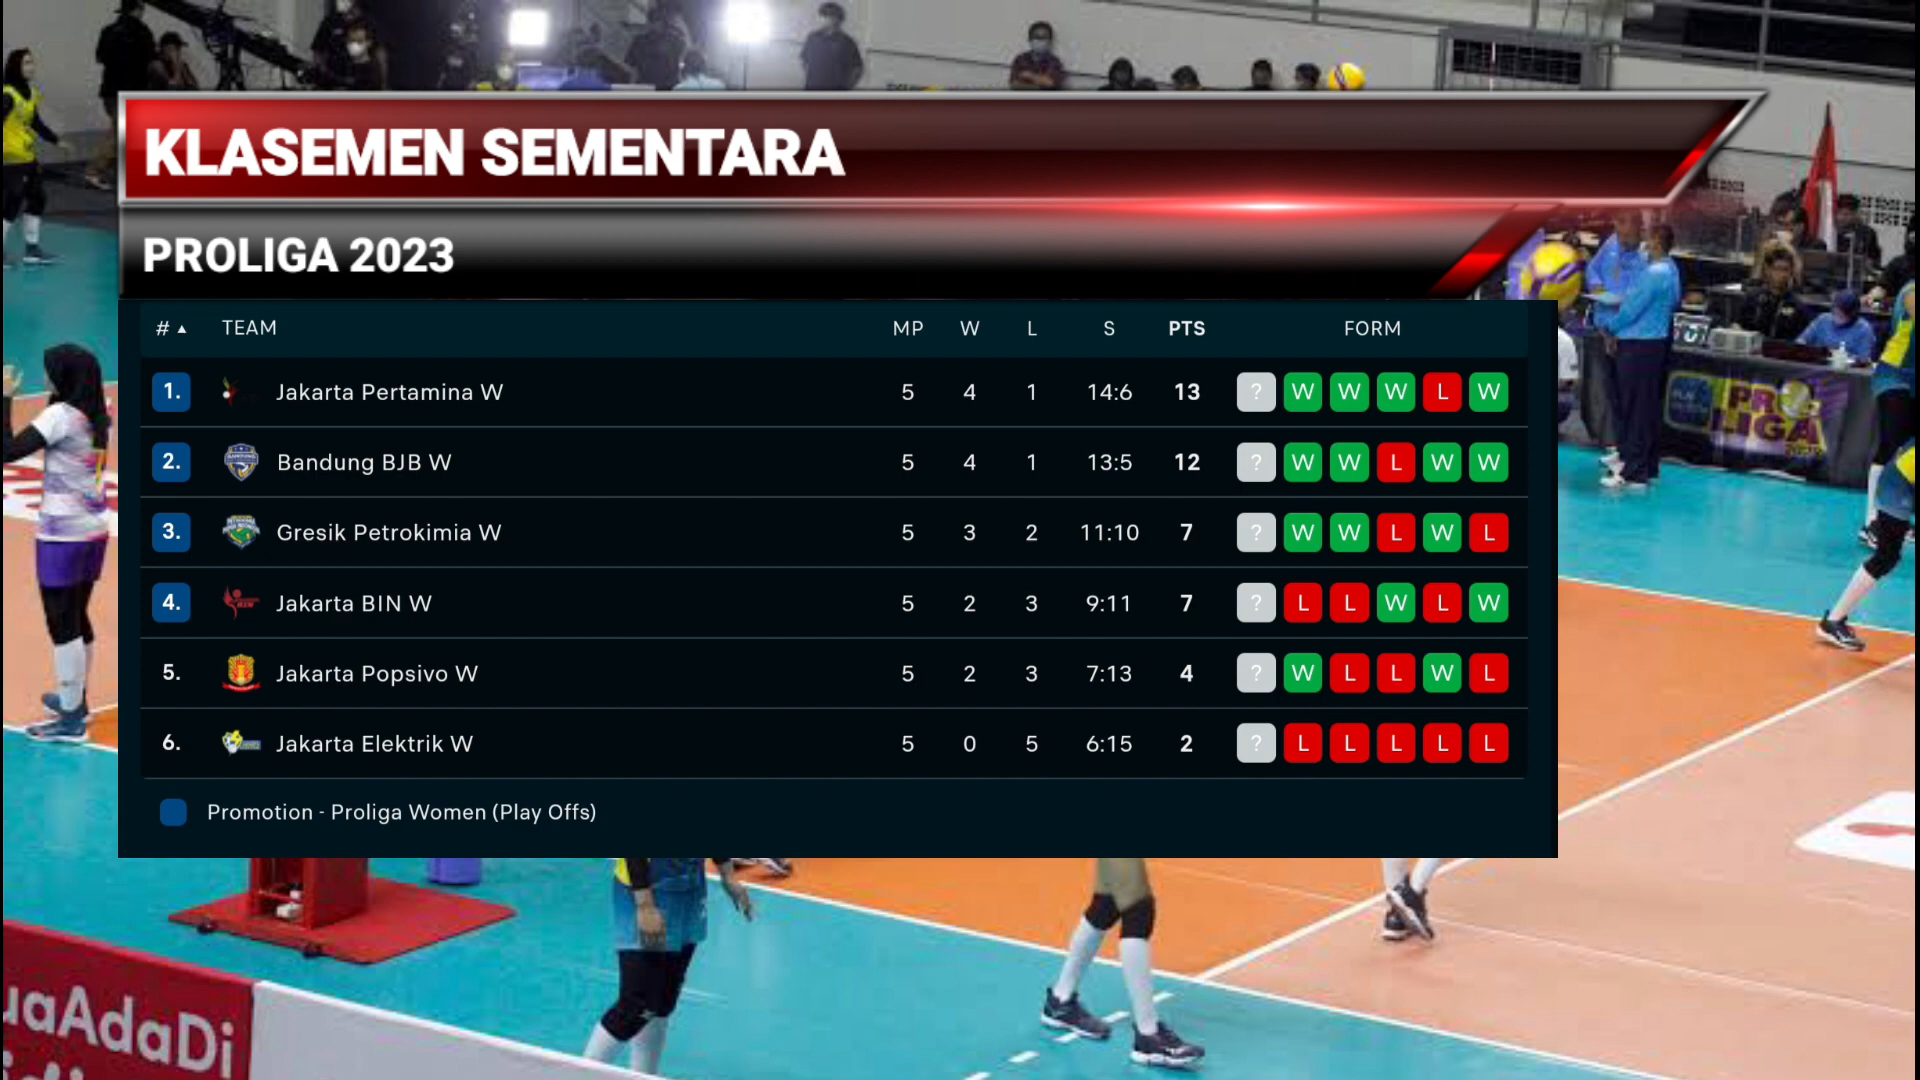 KLASEMEN SEMENTARA
PROLIGA 2023
# ▲ TEAM MP W L S PTS FORM
1. Jakarta Pertamina W 5 4 1 14:6 13 ? W W W L W
2. Bandung BJB W 5 4 1 13:5 12 ? W W L W W
3. Gresik Petrokimia W 5 3 2 11:10 7 ? W W L W L
4. Jakarta BIN W 5 2 3 9:11 7 ? L L W L W
5. Jakarta Popsivo W 5 2 3 7:13 4 ? W L L W L
6. Jakarta Elektrik W 5 0 5 6:15 2 ? L L L L L
Promotion - Proliga Women (Play Offs)
PRO
LIGA
uaAdaDi